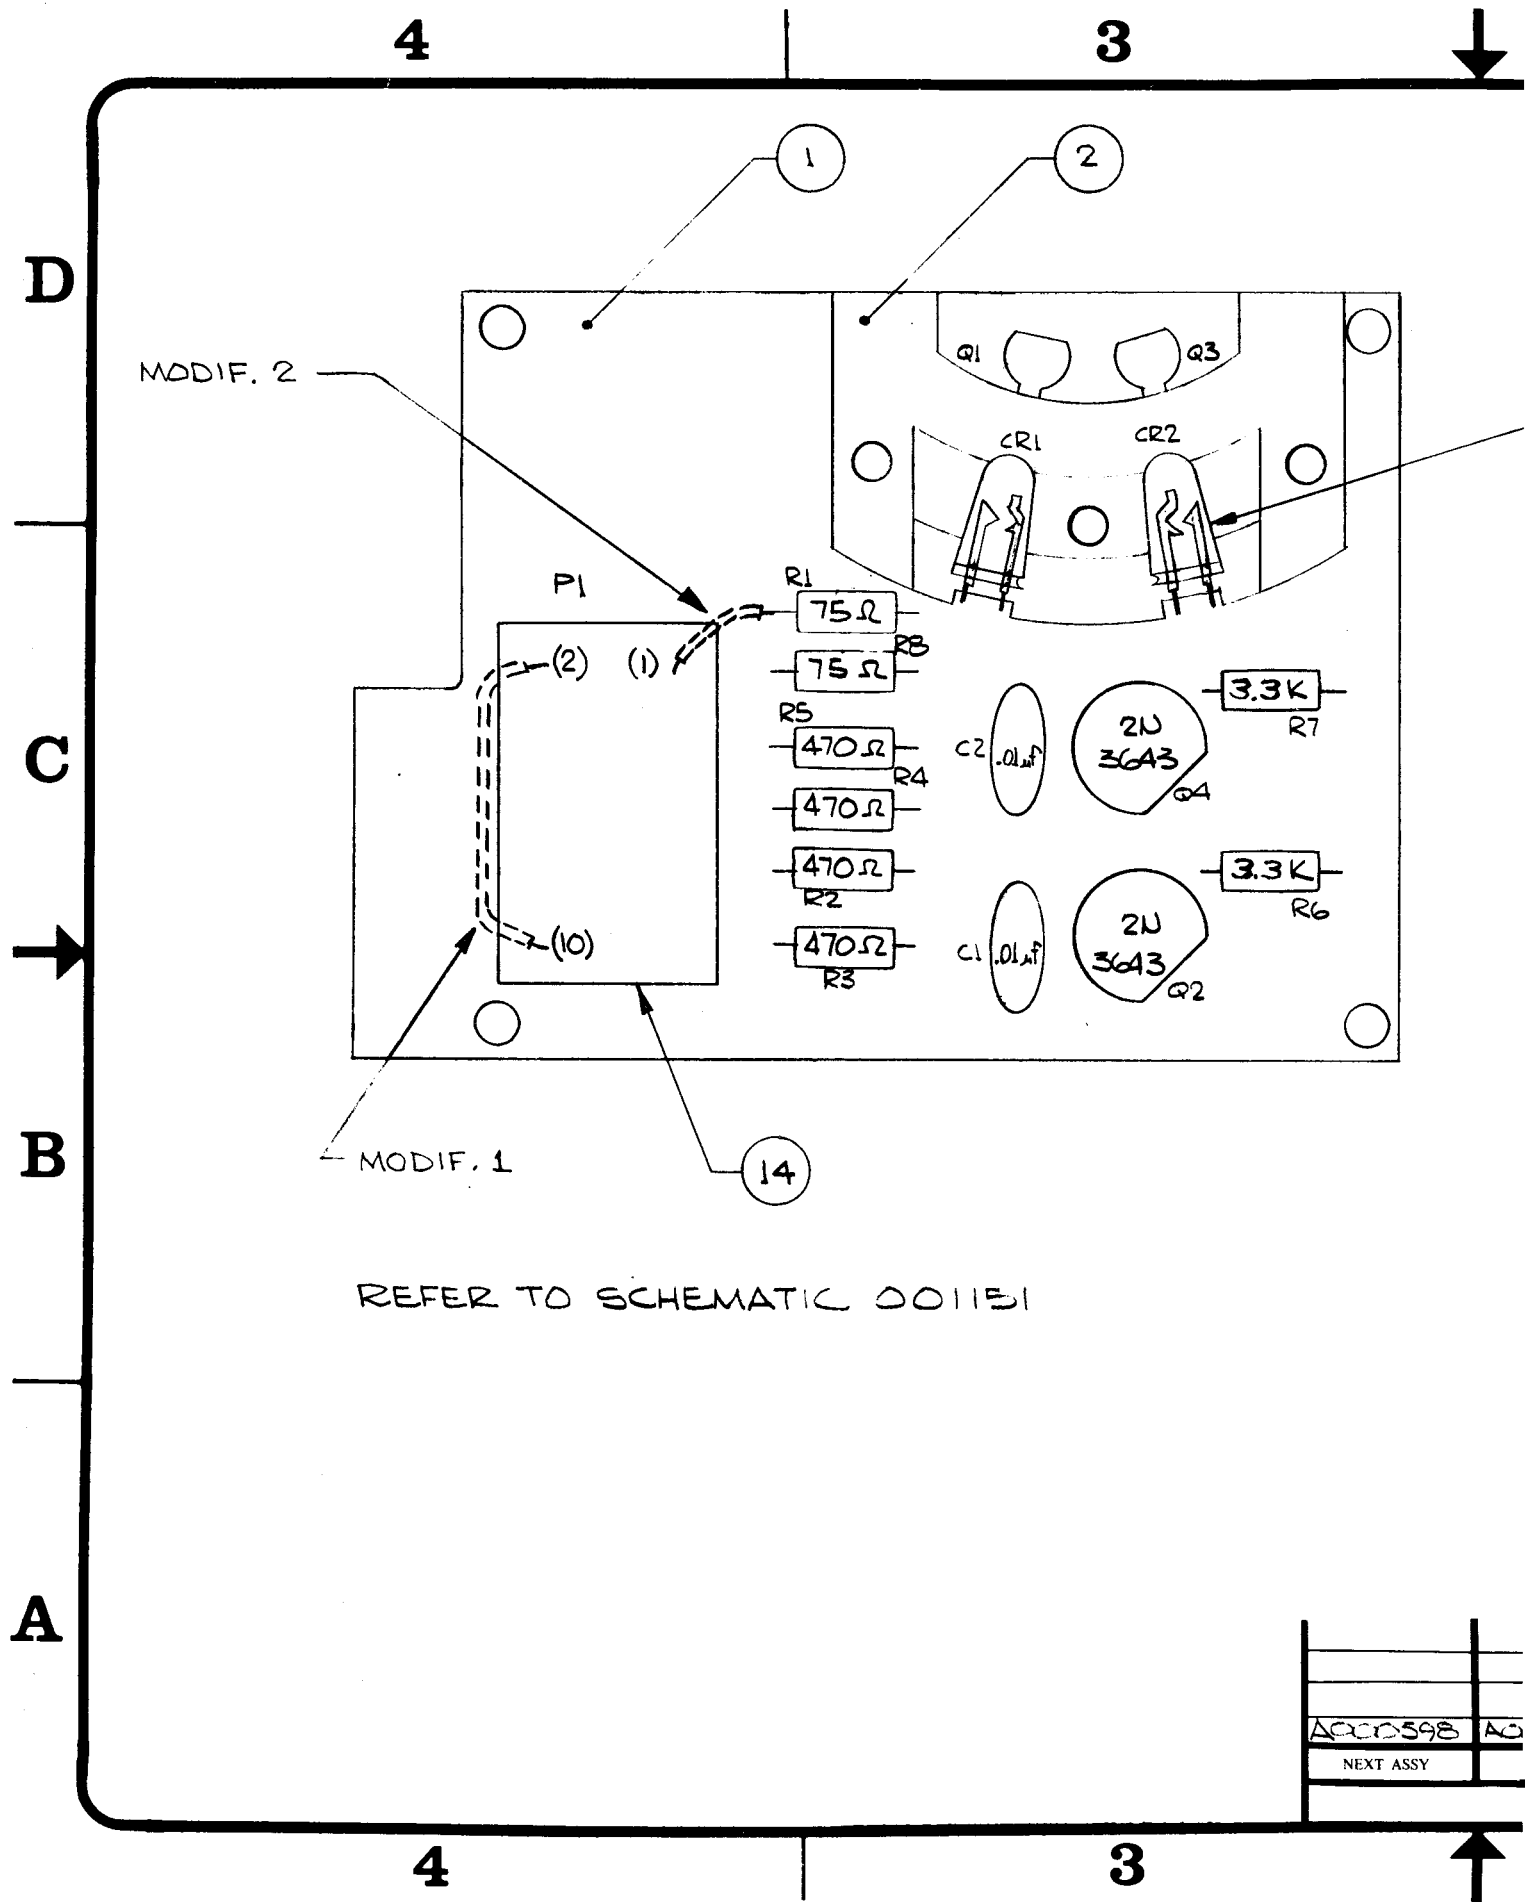 4 3
1 2
D
MODIF. 2
Q1 Q3
CR1 CR2
P1
R1
75Ω
R8
(2) (1)
75Ω
3.3K
R7
R5
470Ω
R4
C2 .01µf
2N
3643
Q4
C
470Ω
470Ω
R2
3.3K
R6
(10)
470Ω
R3
C1 .01µf
2N
3643
Q2
B
MODIF. 1
14
REFER TO SCHEMATIC 001151
A
A000598
NEXT ASSY
4 3